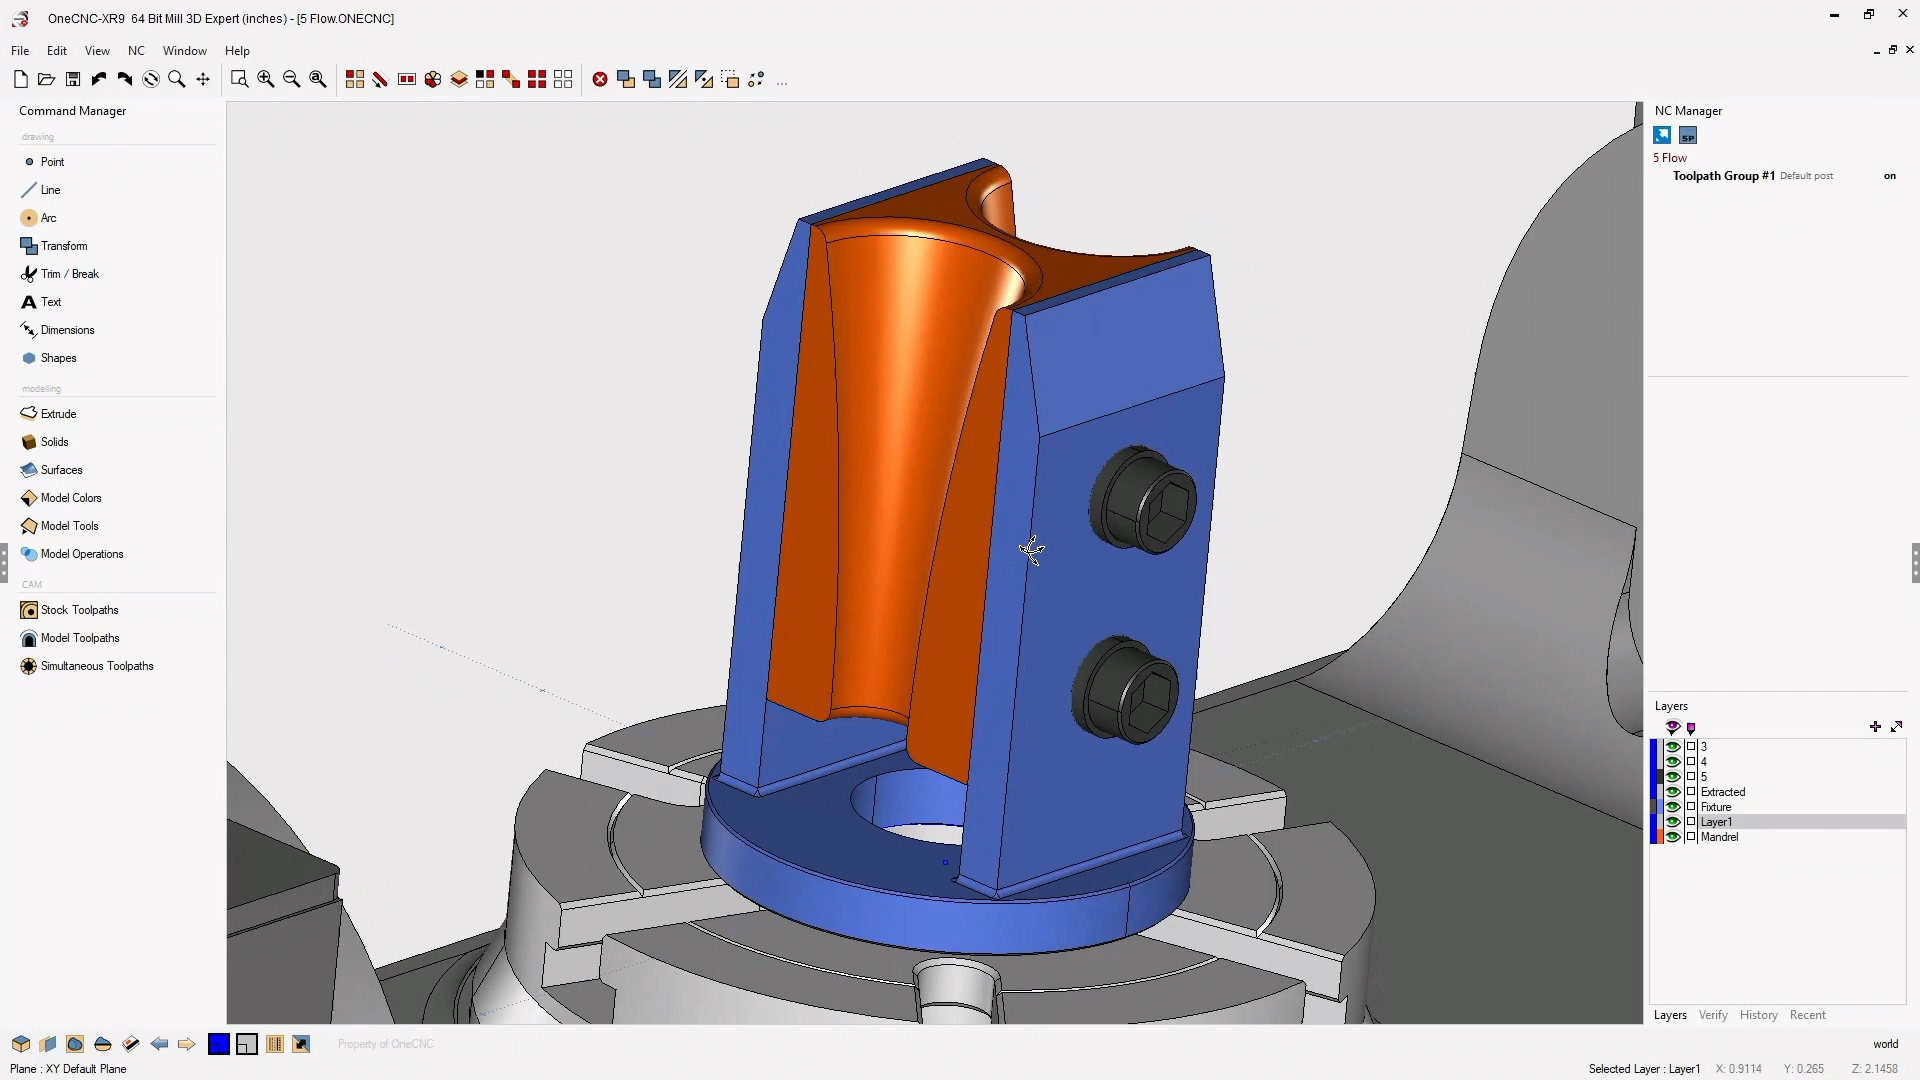 OneCNC-XR9 64 Bit Mill 3D Expert (inches) - [5 Flow.ONECNC]
File Edit View NC Window Help
Command Manager
drawing
Point
Line
Arc
Transform
Trim / Break
Text
Dimensions
Shapes
modelling
Extrude
Solids
Surfaces
Model Colors
Model Tools
Model Operations
CAM
Stock Toolpaths
Model Toolpaths
Simultaneous Toolpaths
NC Manager
SP
5 Flow
Toolpath Group #1 Default post on
Layers
3
4
5
Extracted
Fixture
Layer1
Mandrel
Layers Verify History Recent
Property of OneCNC
world
Plane : XY Default Plane
Selected Layer : Layer1 X: 0.9114 Y: 0.265 Z: 2.1458